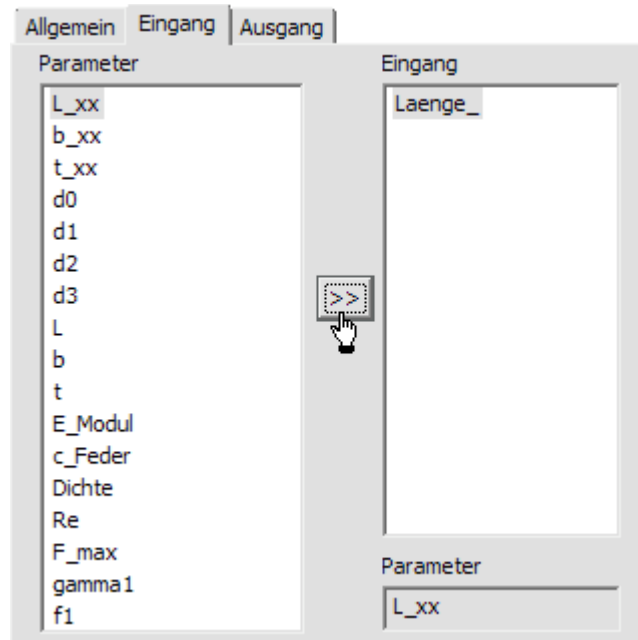 Allgemein Eingang Ausgang
Parameter
L_xx
b_xx
t_xx
d0
d1
d2
d3
L
b
t
E_Modul
c_Feder
Dichte
Re
F_max
gamma1
f1
>>
Eingang
Laenge_
Parameter
L_xx